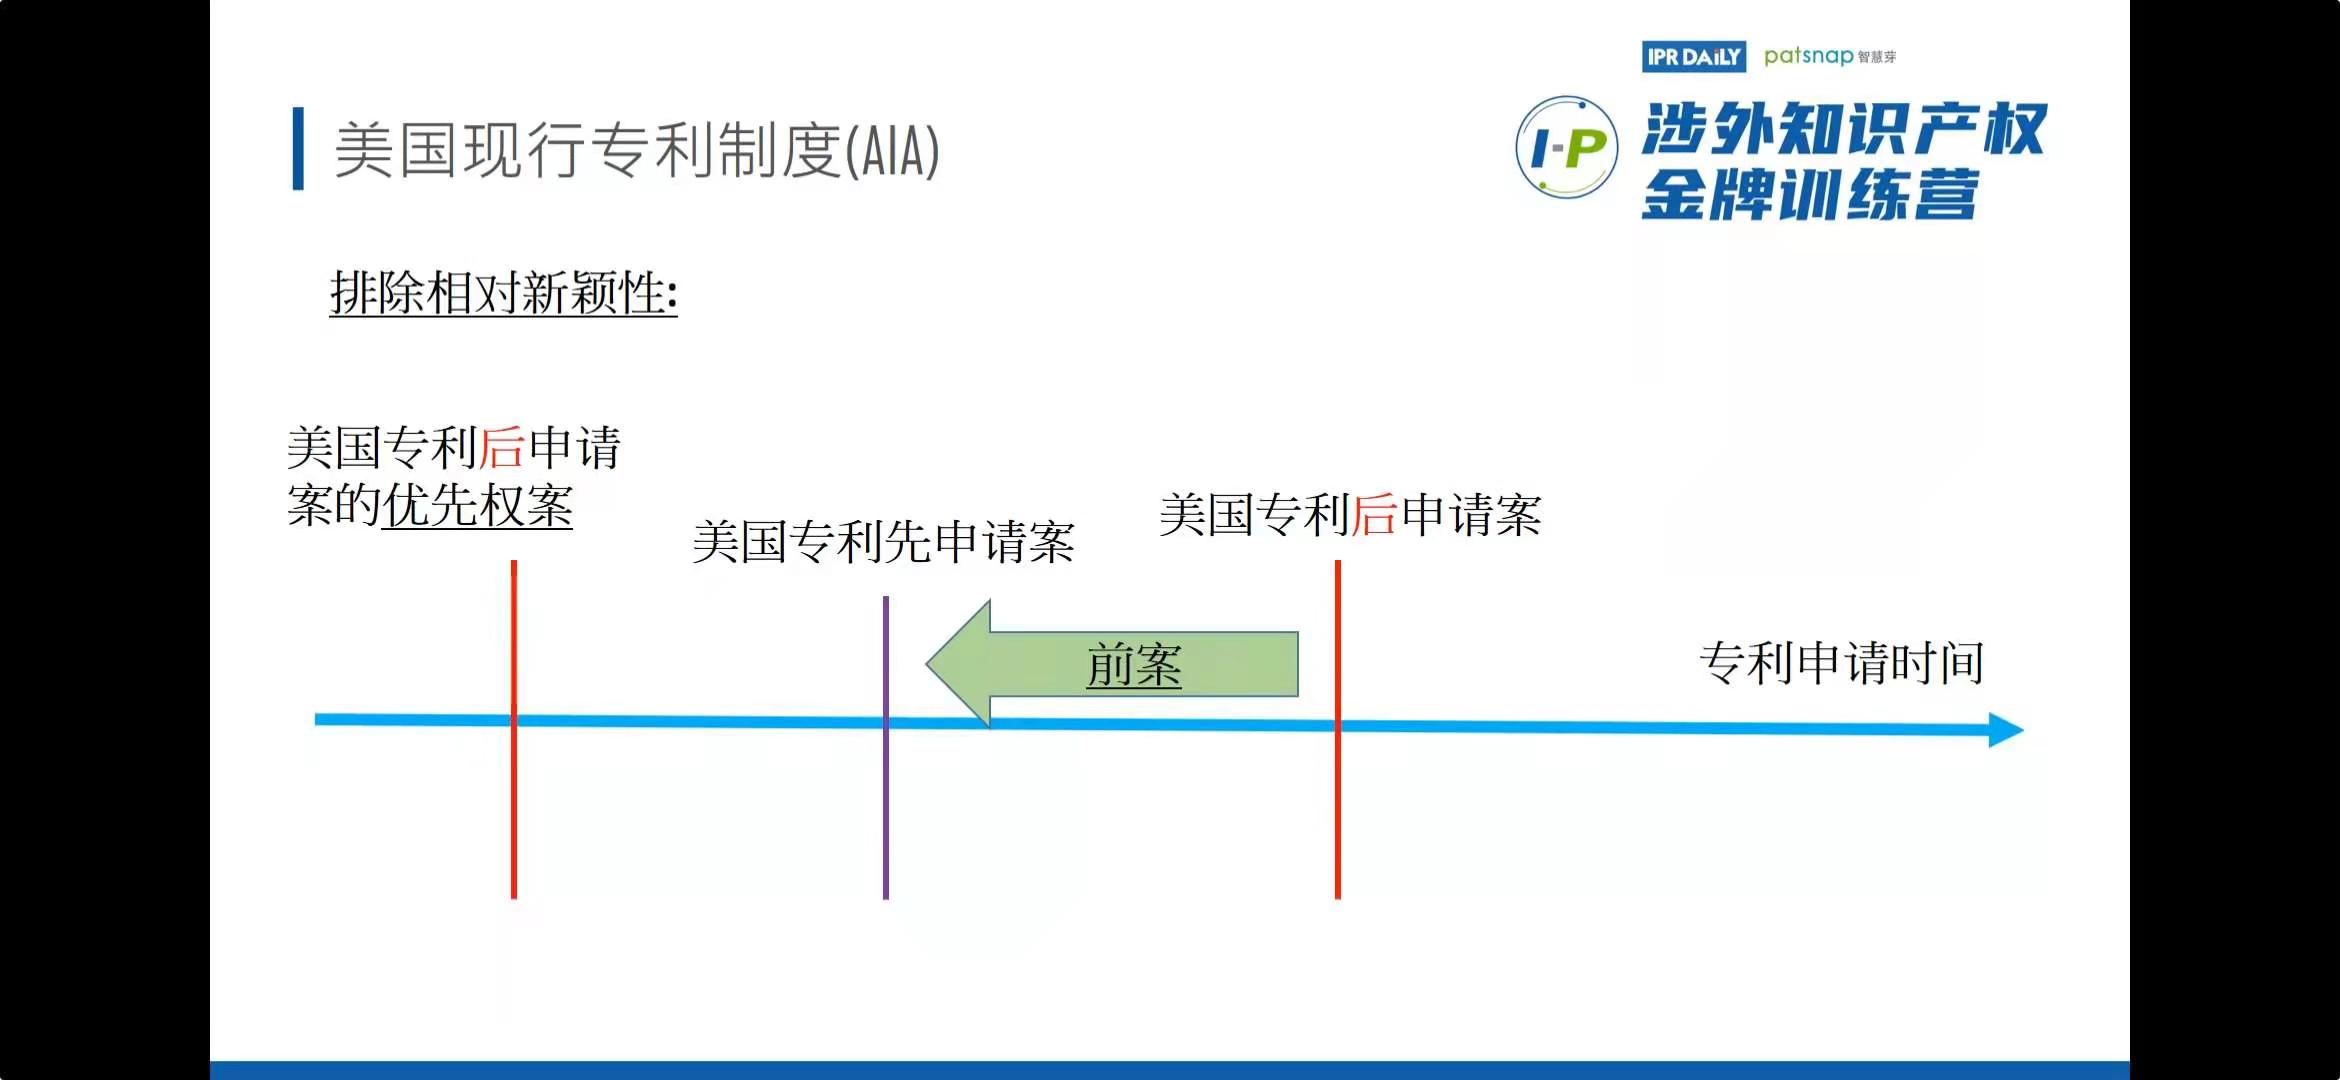 IPR DAiLY patsnap 智慧芽
I-P
涉外知识产权
金牌训练营
美国现行专利制度(AIA)
排除相对新颖性:
美国专利后申请
案的优先权案
美国专利先申请案
美国专利后申请案
前案
专利申请时间